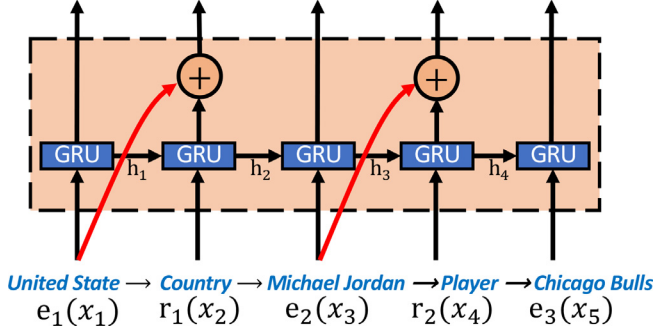 + +
GRU GRU GRU GRU GRU
h₁ h₂ h₃ h₄
United State → Country → Michael Jordan → Player → Chicago Bulls
e₁(x₁) r₁(x₂) e₂(x₃) r₂(x₄) e₃(x₅)